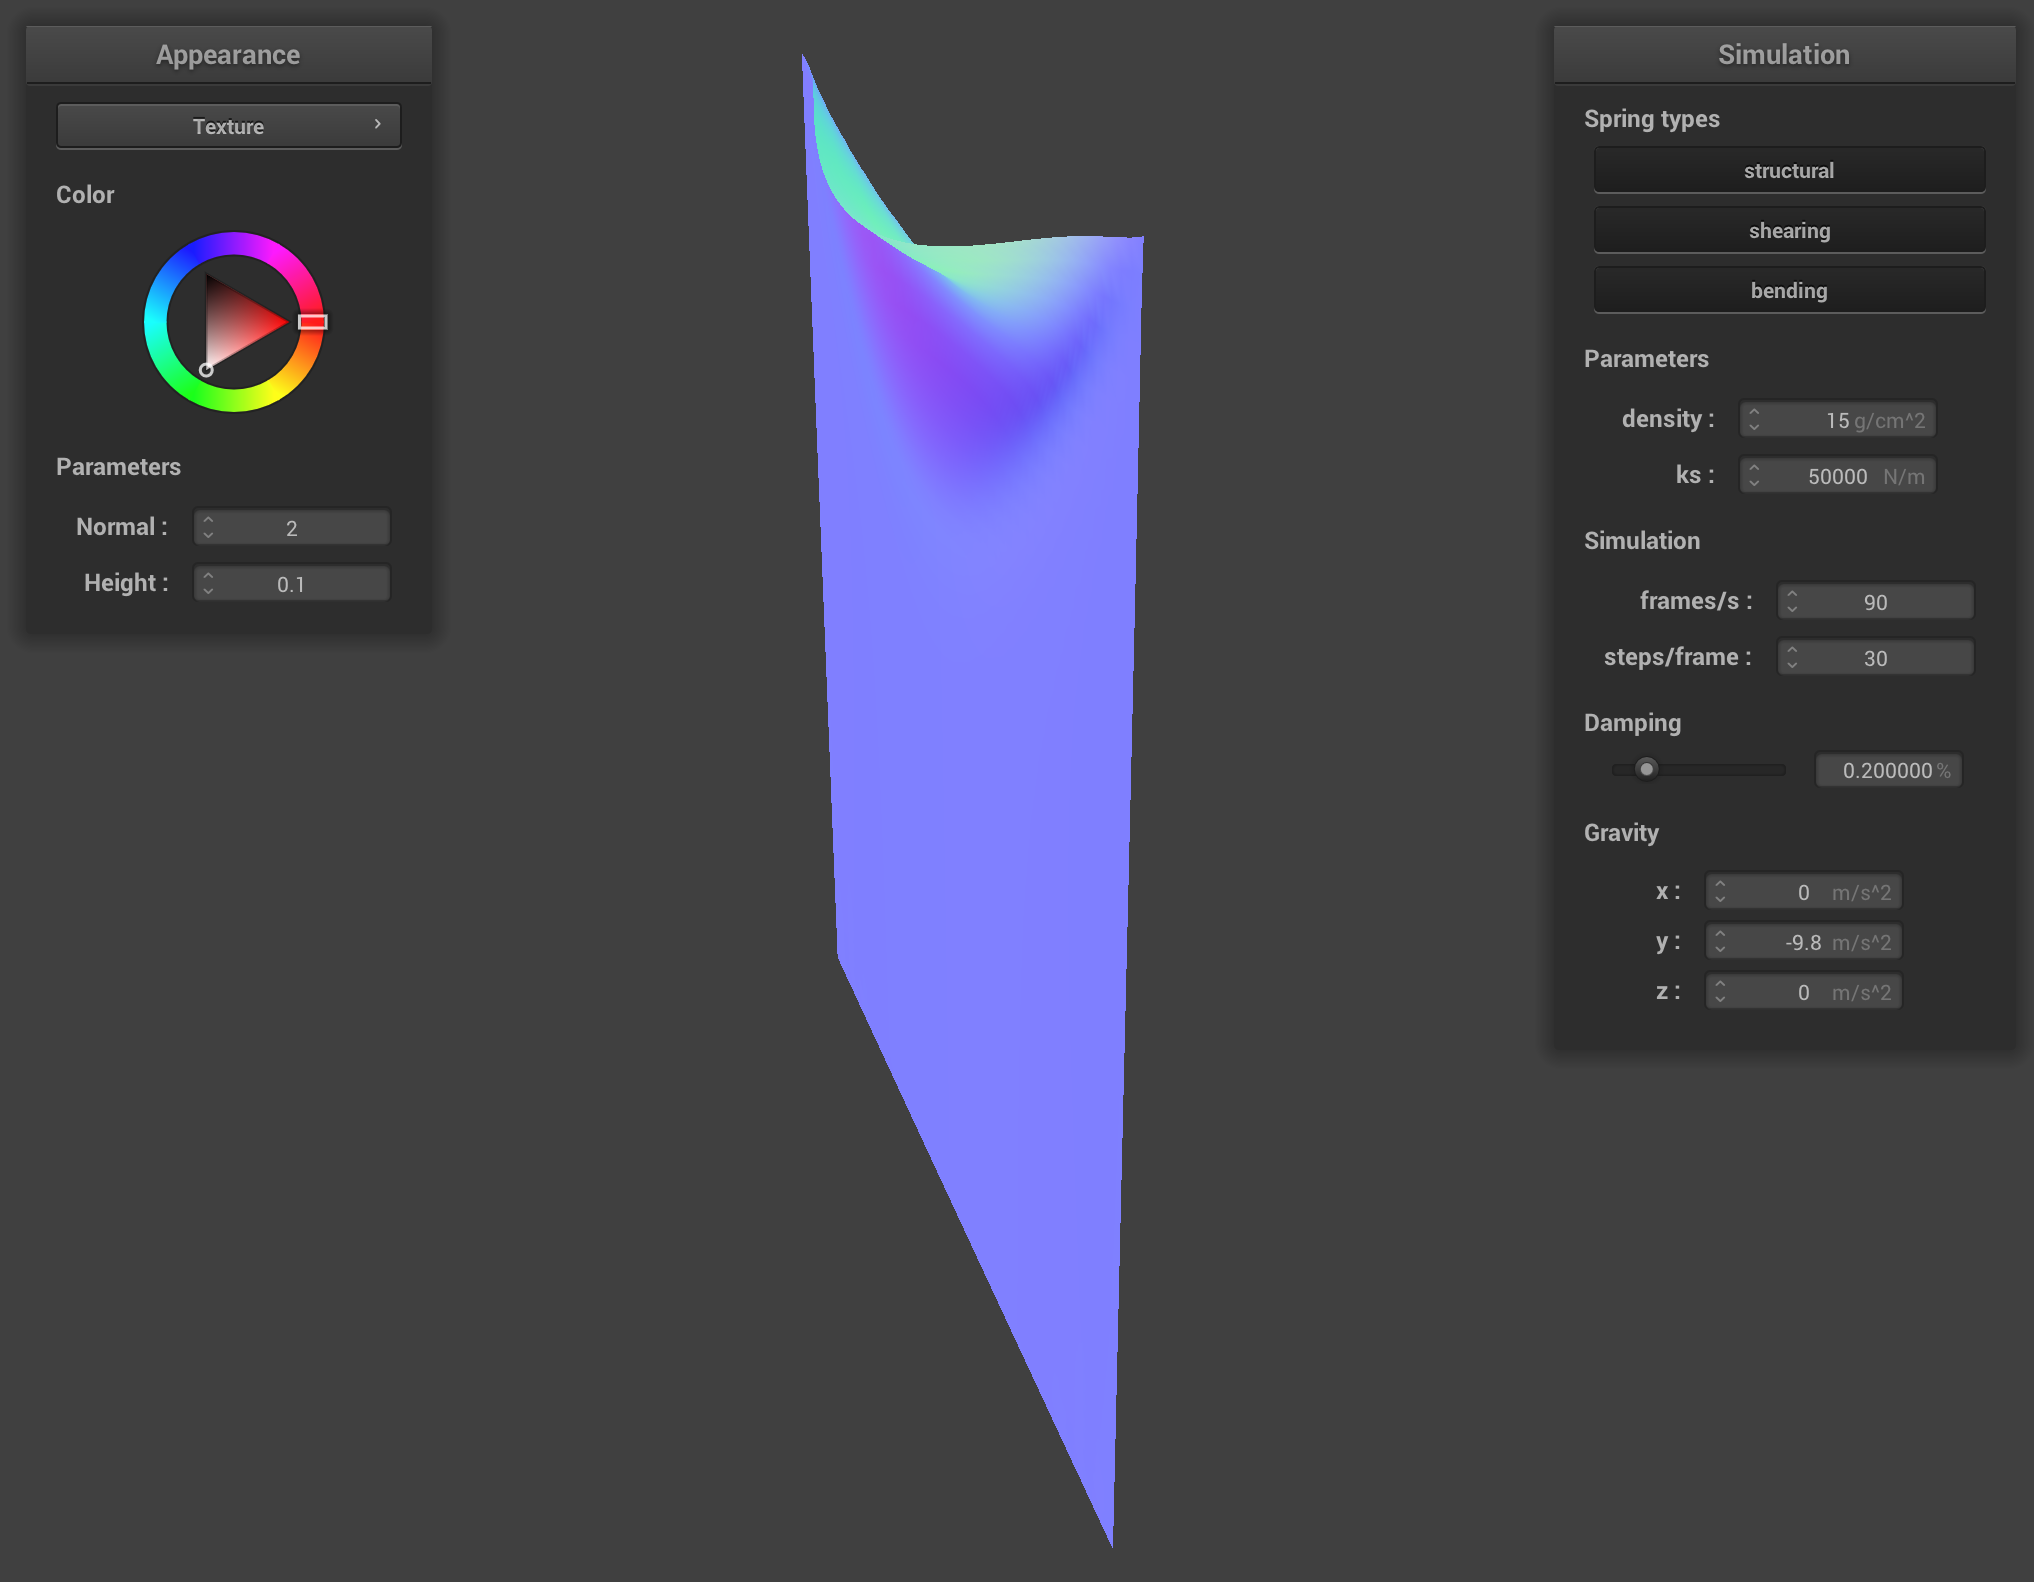 Appearance
Texture
Color
Parameters
Normal : 2
Height : 0.1
Simulation
Spring types
structural
shearing
bending
Parameters
density : 15 g/cm^2
ks : 50000 N/m
Simulation
frames/s : 90
steps/frame : 30
Damping
0.200000 %
Gravity
x : 0 m/s^2
y : -9.8 m/s^2
z : 0 m/s^2